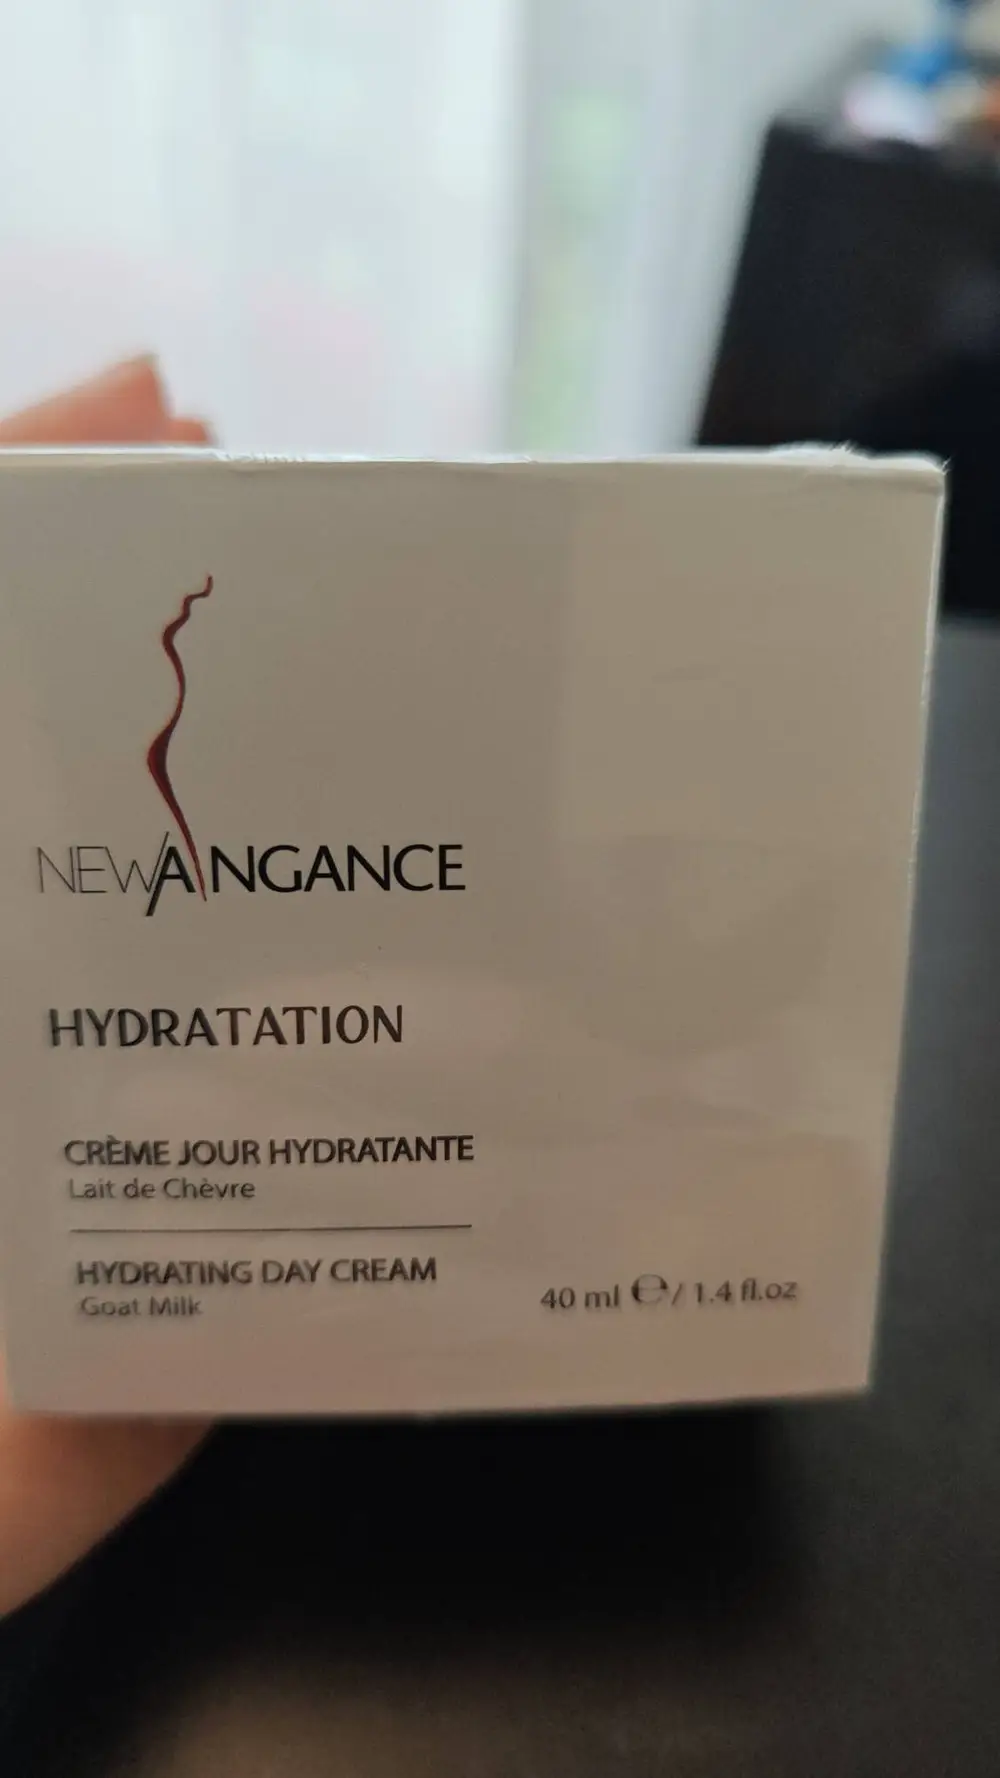 NEWANGANCE
HYDRATATION
CRÈME JOUR HYDRATANTE
Lait de Chèvre
HYDRATING DAY CREAM
Goat Milk
40 ml ℮ / 1.4 fl.oz